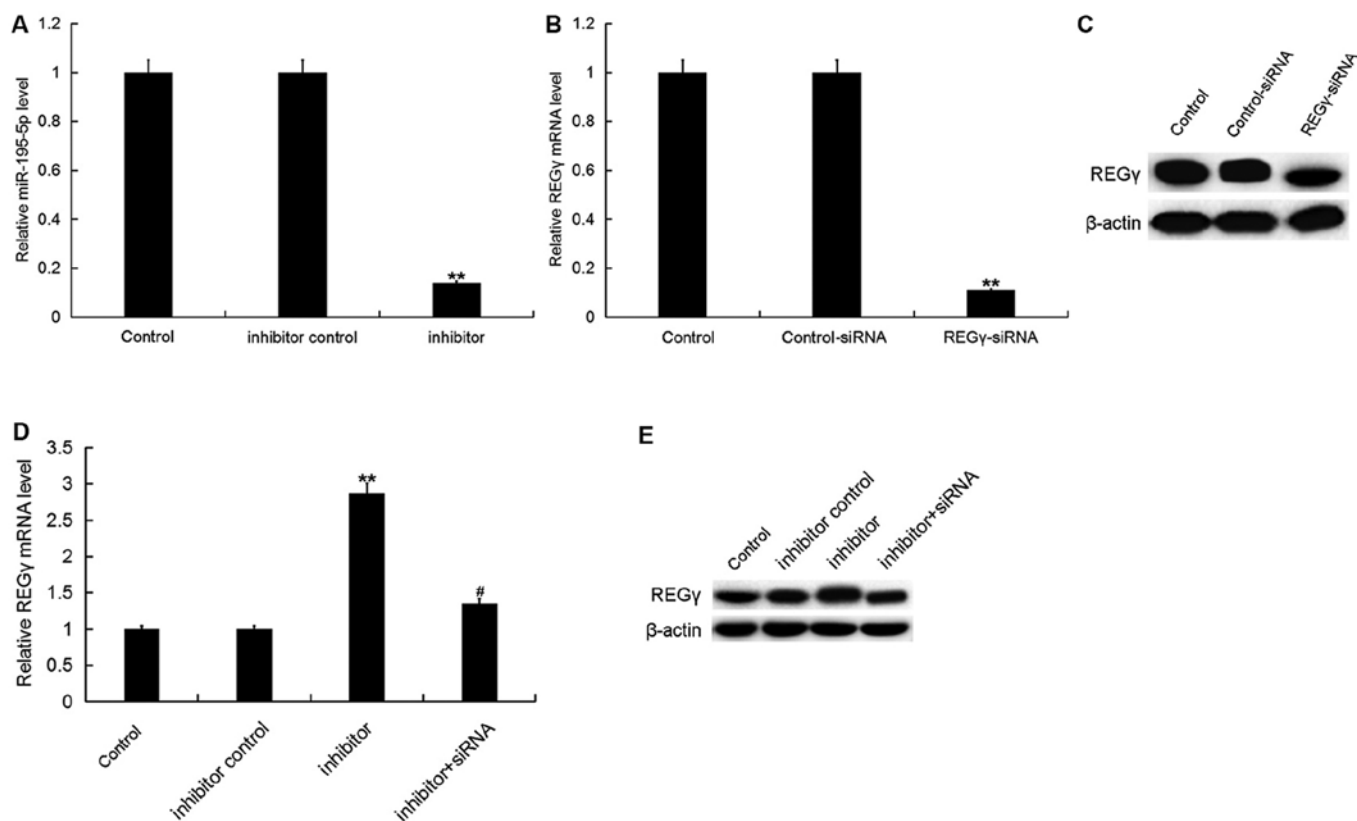 A
Relative miR-195-5p level
1.2
1
0.8
0.6
0.4
0.2
0
**
Control
inhibitor control
inhibitor
B
Relative REGγ mRNA level
1.2
1
0.8
0.6
0.4
0.2
0
**
Control
Control-siRNA
REGγ-siRNA
C
Control
Control-siRNA
REGγ-siRNA
REGγ
β-actin
D
Relative REGγ mRNA level
3.5
3
2.5
2
1.5
1
0.5
0
**
#
Control
inhibitor control
inhibitor
inhibitor+siRNA
E
Control
inhibitor control
inhibitor
inhibitor+siRNA
REGγ
β-actin